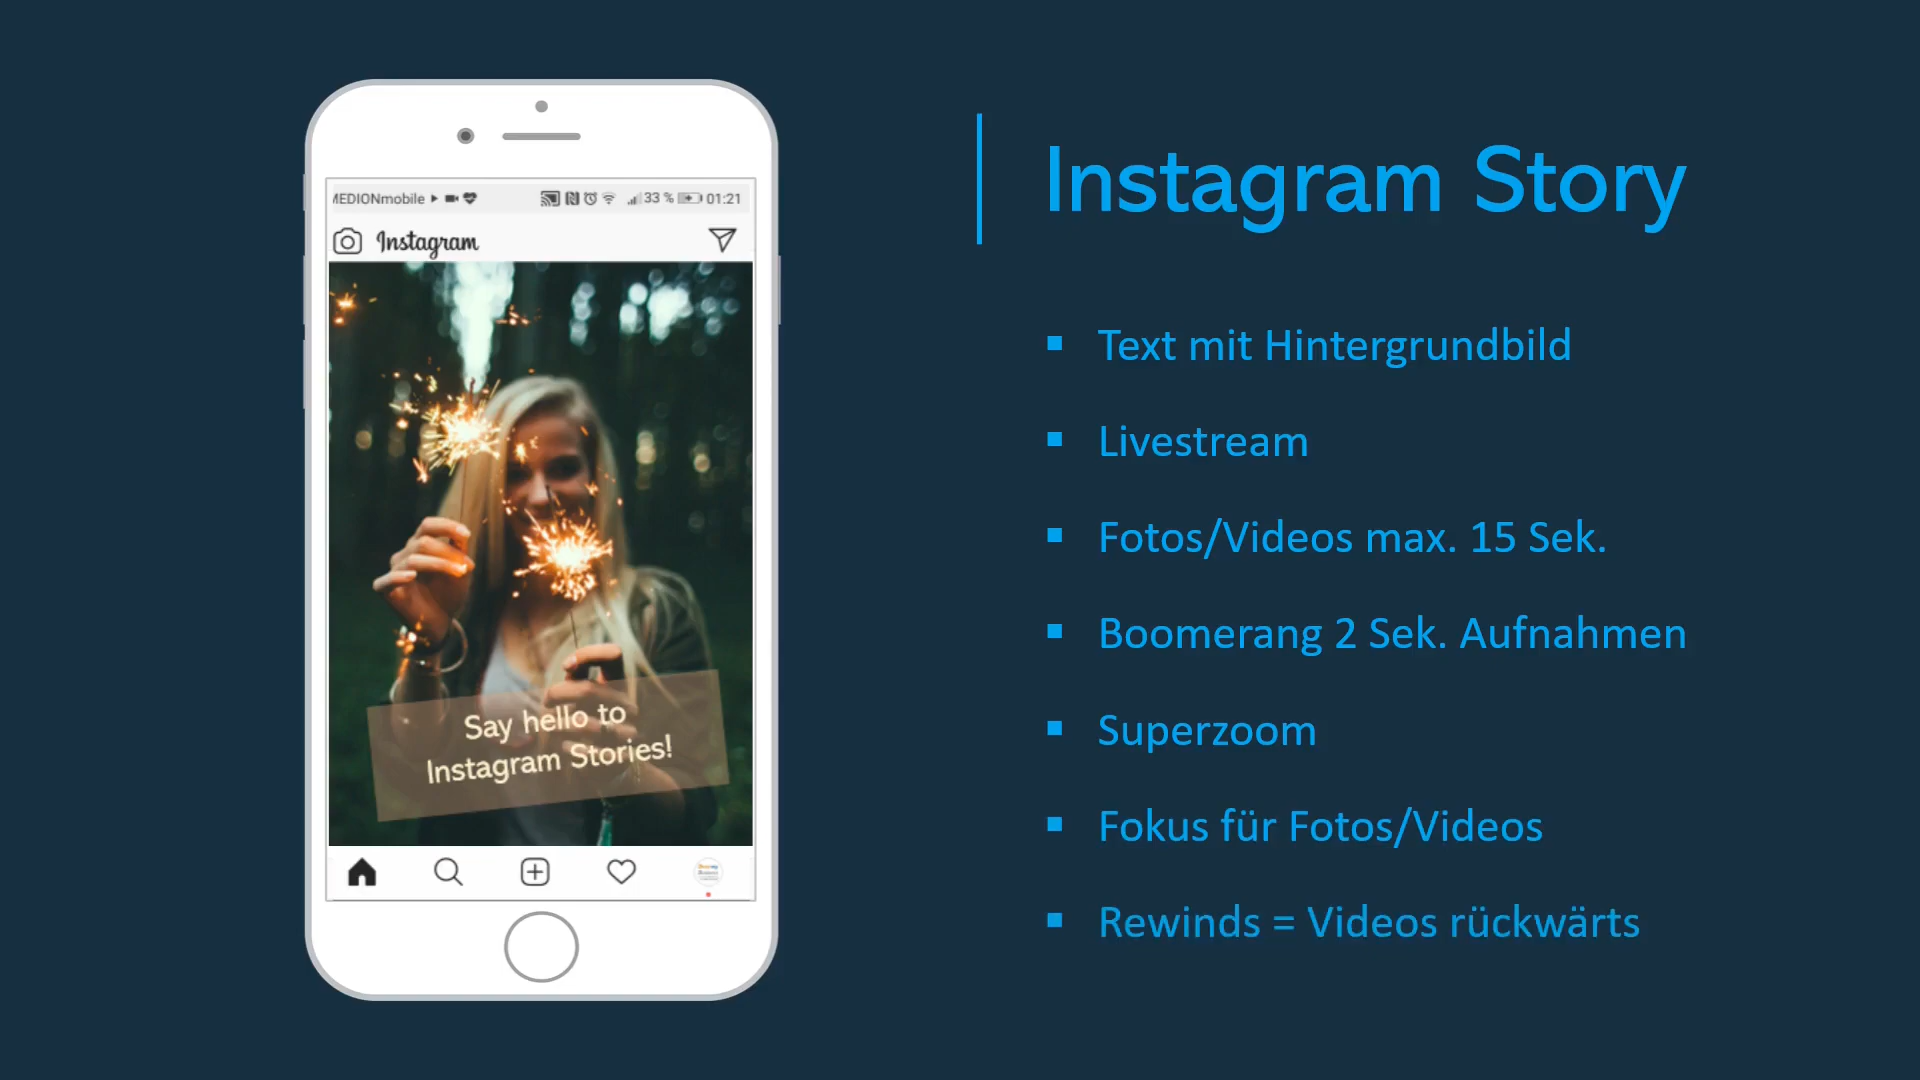 MEDIONmobile 33 % 01:21
Instagram
Say hello to
Instagram Stories!
Instagram Story
Text mit Hintergrundbild
Livestream
Fotos/Videos max. 15 Sek.
Boomerang 2 Sek. Aufnahmen
Superzoom
Fokus für Fotos/Videos
Rewinds = Videos rückwärts